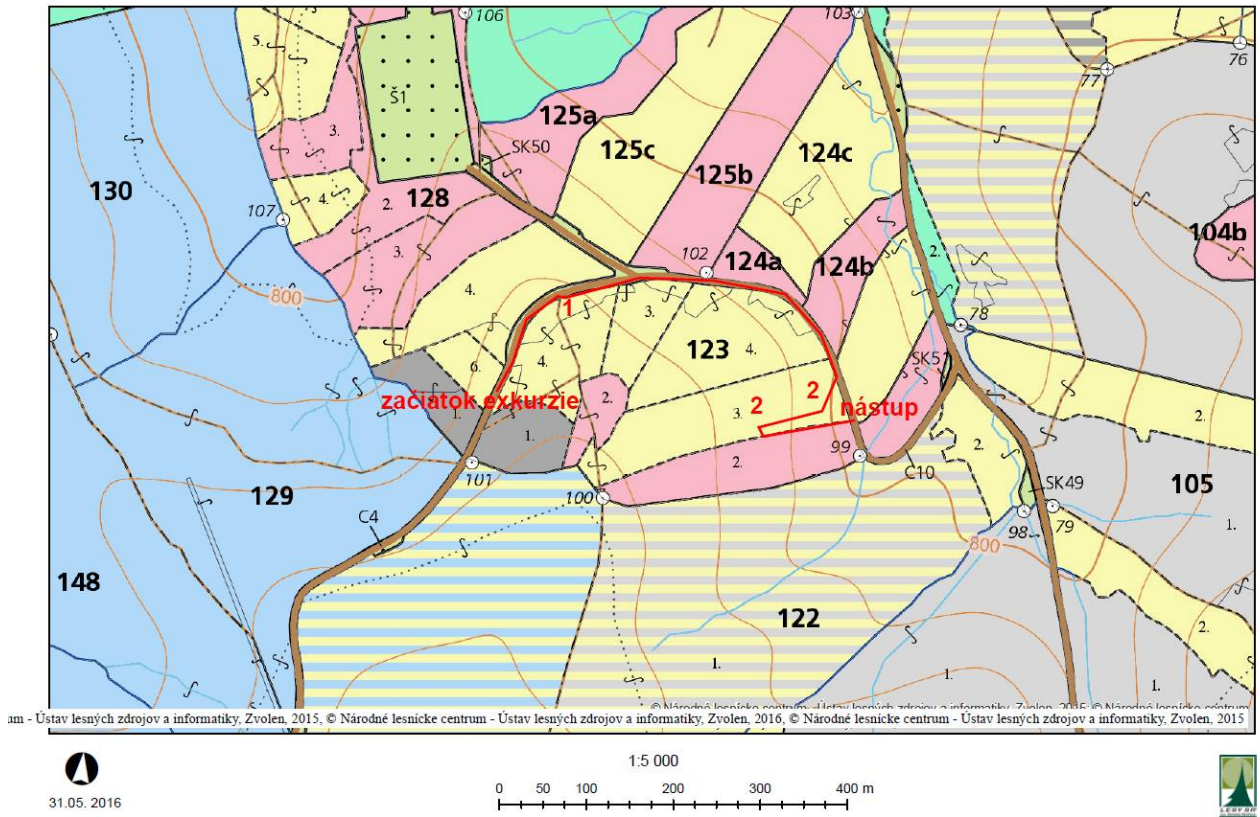 106
103
76
5.
77
Š1
125a
3.
SK50
125c
124c
130
125b
4.
2.
128
107
104b
3.
102
124a
124b
2.
800
4.
1
3.
78
123
4.
6.
4.
SK51
začiatok exkurzie
2.
2
1.
3.
2
nástup
2.
1.
2.
99
2.
101
C10
129
100
SK49
105
C4
98
79
1.
800
148
122
2.
1.
1.
1.
um - Ústav lesných zdrojov a informatiky, Zvolen, 2015, © Národné lesnícke centrum - Ústav lesných zdrojov a informatiky, Zvolen, 2016, © Národné lesnícke centrum - Ústav lesných zdrojov a informatiky, Zvolen, 2015
1:5 000
0 50 100 200 300 400 m
31.05. 2016
LESY SR